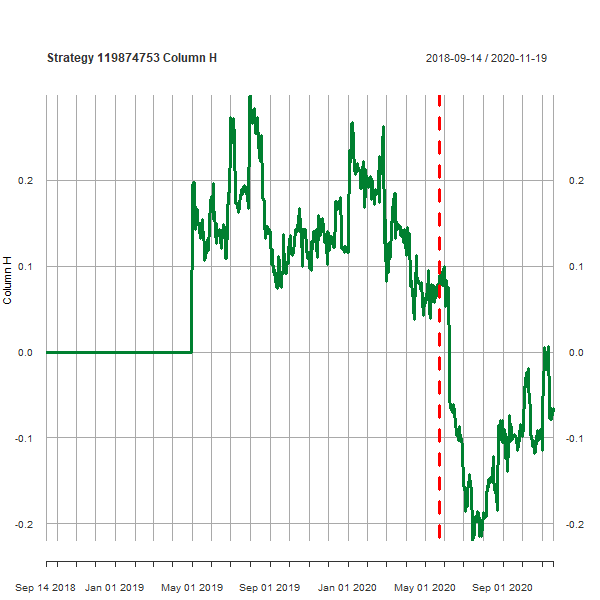 Strategy 119874753 Column H
2018-09-14 / 2020-11-19
Column H
0.2 0.2
0.1 0.1
0.0 0.0
-0.1 -0.1
-0.2 -0.2
Sep 14 2018 Jan 01 2019 May 01 2019 Sep 01 2019 Jan 01 2020 May 01 2020 Sep 01 2020